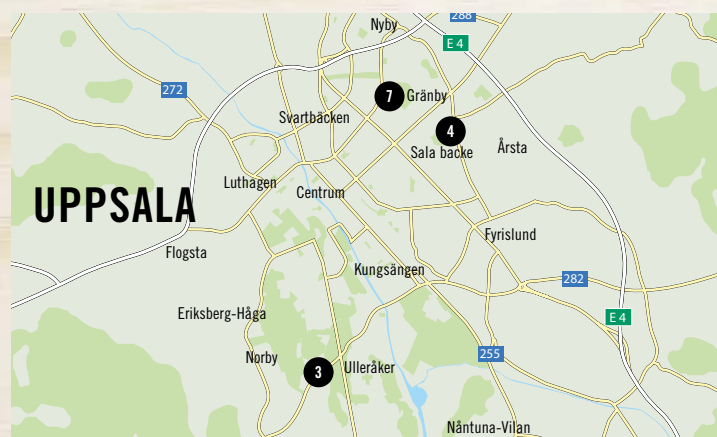 288
Nyby
E 4
272
7
Gränby
Svartbäcken
4
Sala backe
Årsta
Luthagen
Centrum
UPPSALA
Fyrislund
Flogsta
Kungsängen
282
Eriksberg-Håga
E 4
255
Norby
3
Ulleråker
Nåntuna-Vilan